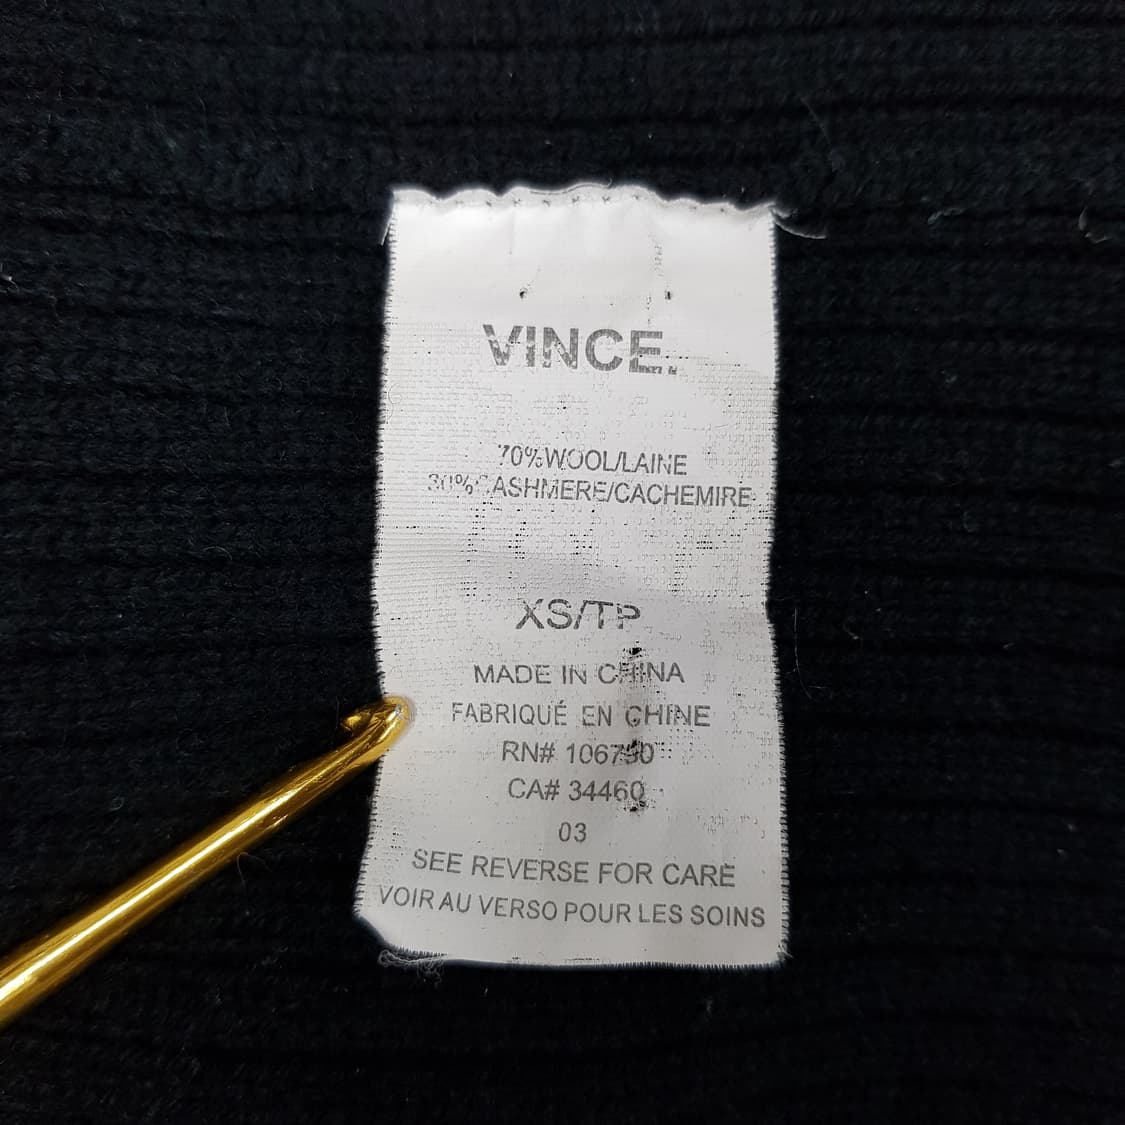 VINCE.
70%WOOL/LAINE
30%CASHMERE/CACHEMIRE
XS/TP
MADE IN CHINA
FABRIQUÉ EN CHINE
RN#
CA# 34460
03
SEE REVERSE FOR CARE
VOIR AU VERSO POUR LES SOINS